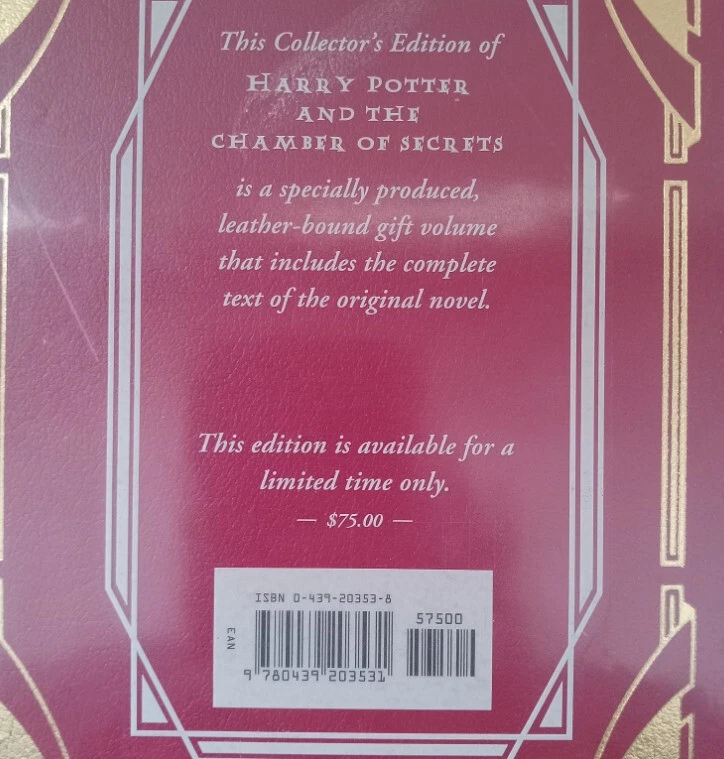 This Collector's Edition of
HARRY POTTER
AND THE
CHAMBER OF SECRETS
is a specially produced,
leather-bound gift volume
that includes the complete
text of the original novel.
This edition is available for a
limited time only.
— $75.00 —
ISBN 0-439-20353-8
57500
EAN
9 780439 203531